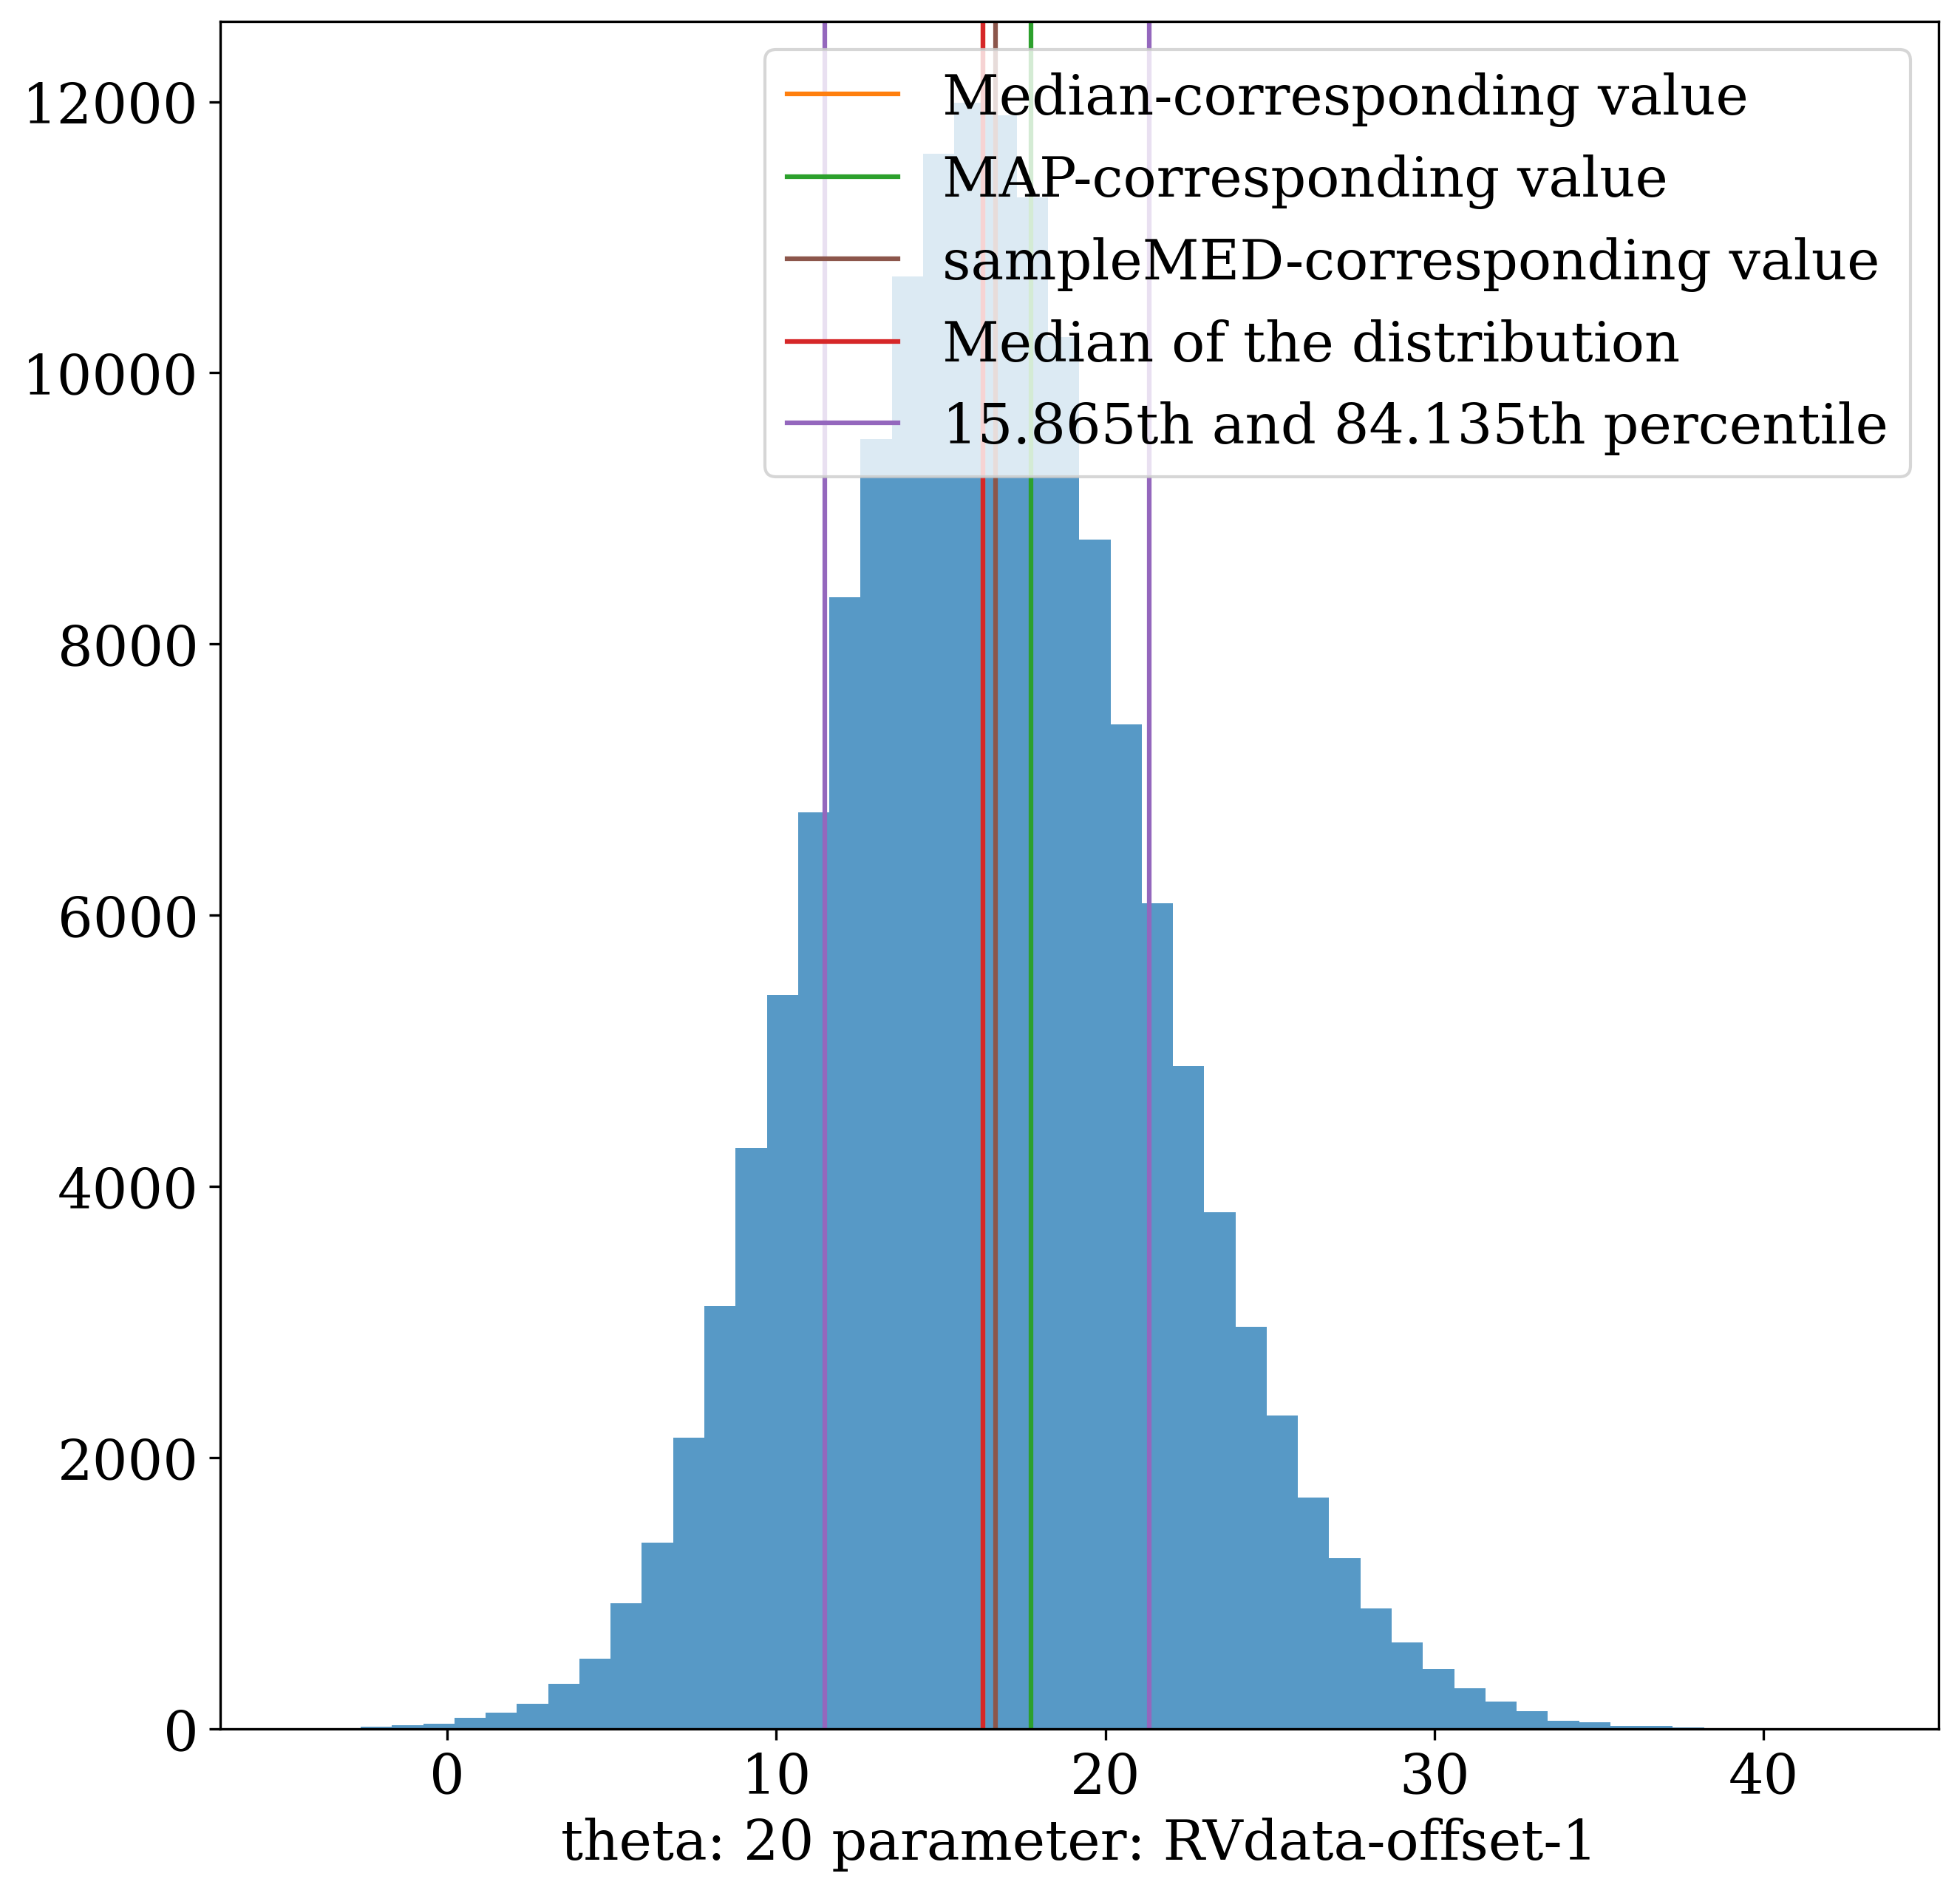 12000
10000
8000
6000
4000
2000
0
Median-corresponding value
MAP-corresponding value
sampleMED-corresponding value
Median of the distribution
15.865th and 84.135th percentile
0 10 20 30 40
theta: 20 parameter: RVdata-offset-1